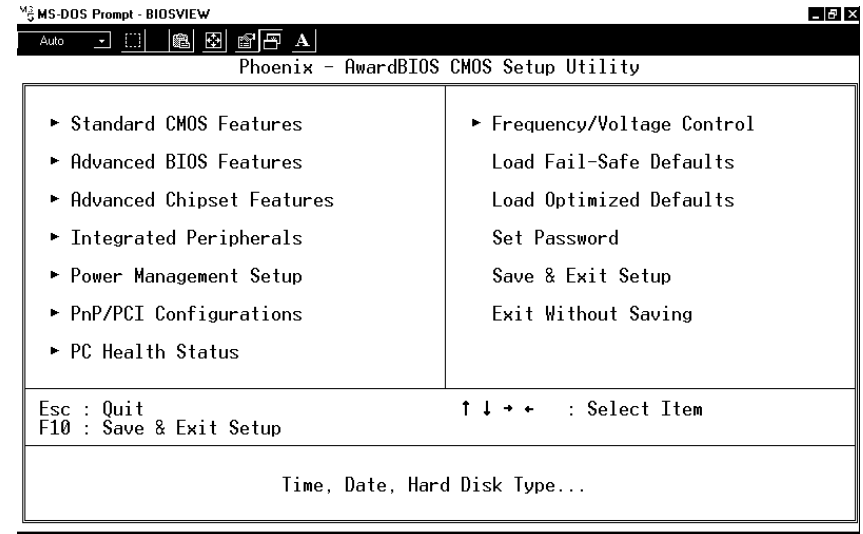 MS-DOS Prompt - BIOSVIEW
Auto
A
Phoenix - AwardBIOS CMOS Setup Utility
▶ Standard CMOS Features
▶ Advanced BIOS Features
▶ Advanced Chipset Features
▶ Integrated Peripherals
▶ Power Management Setup
▶ PnP/PCI Configurations
▶ PC Health Status
▶ Frequency/Voltage Control
Load Fail-Safe Defaults
Load Optimized Defaults
Set Password
Save & Exit Setup
Exit Without Saving
Esc : Quit
F10 : Save & Exit Setup
↑ ↓ → ← : Select Item
Time, Date, Hard Disk Type...